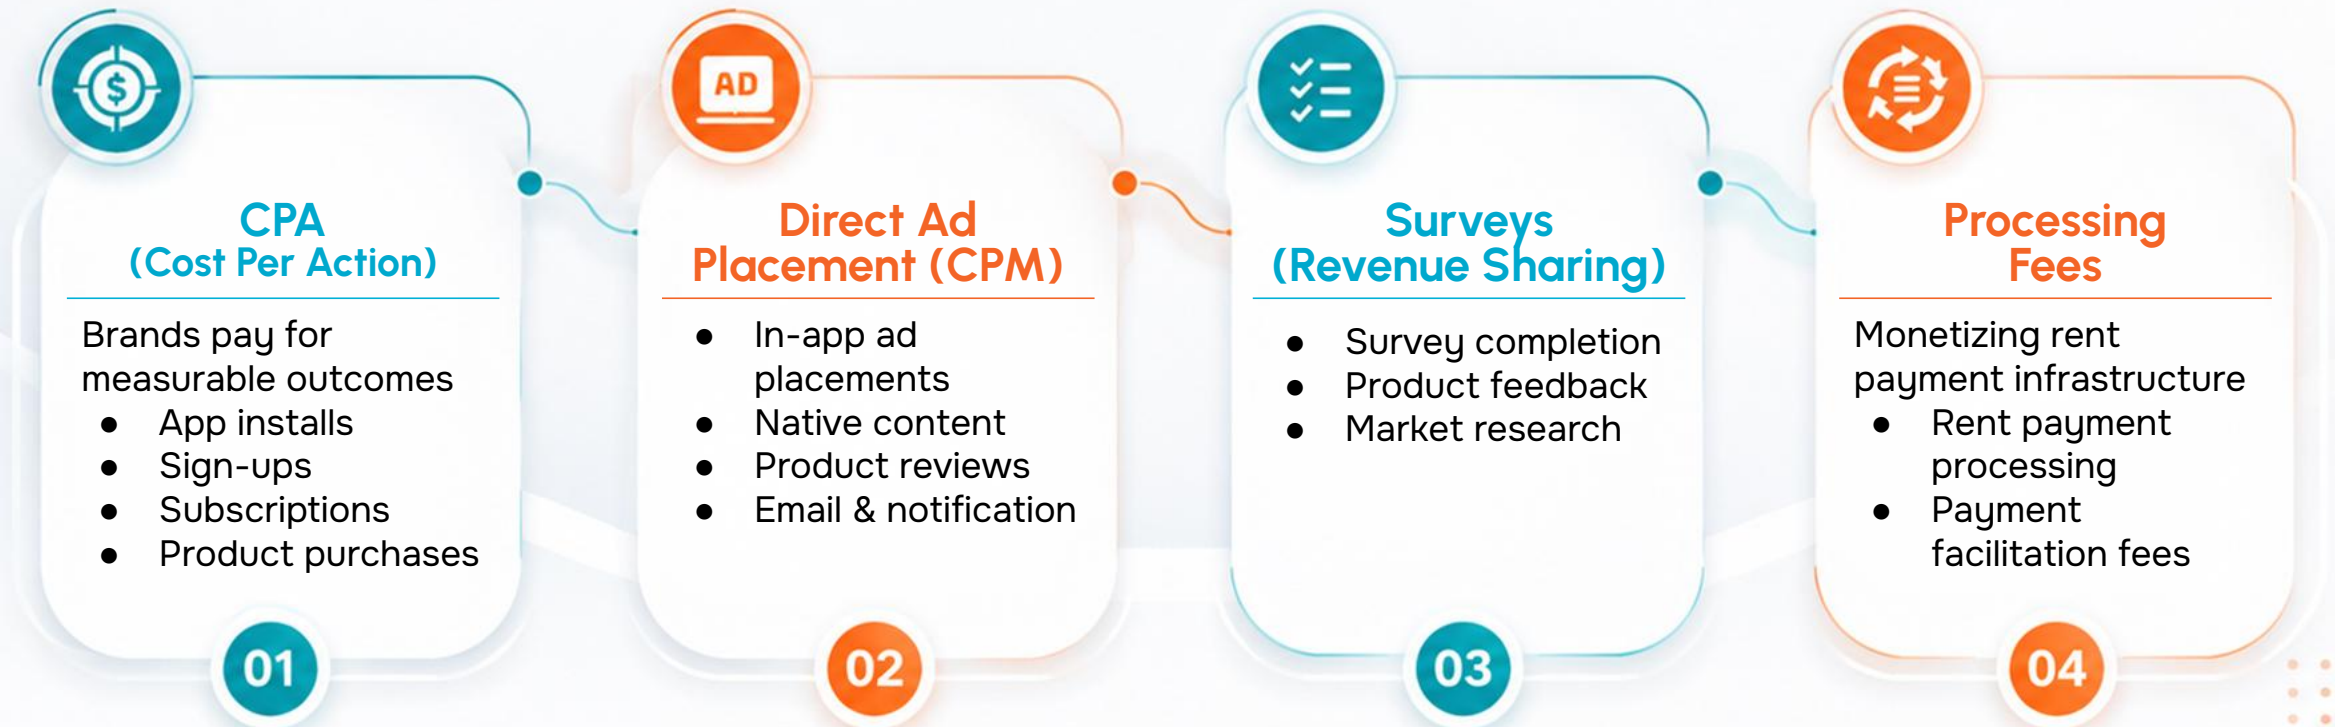 $
CPA
(Cost Per Action)
Brands pay for
measurable outcomes
● App installs
● Sign-ups
● Subscriptions
● Product purchases
01
AD
Direct Ad
Placement (CPM)
● In-app ad
placements
● Native content
● Product reviews
● Email & notification
02
Surveys
(Revenue Sharing)
● Survey completion
● Product feedback
● Market research
03
Processing
Fees
Monetizing rent
payment infrastructure
● Rent payment
processing
● Payment
facilitation fees
04